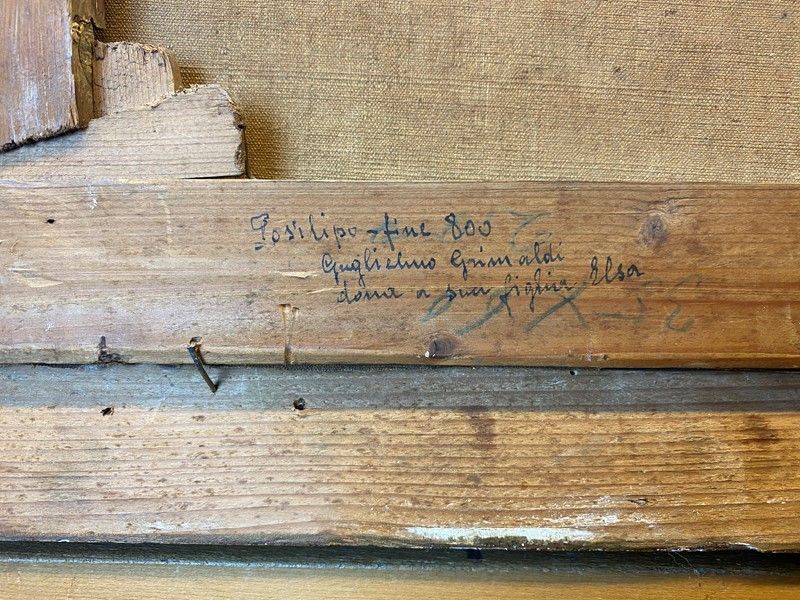 Posilipo - fine 800
Guglielmo Grimaldi
dona a sua figlia Elsa